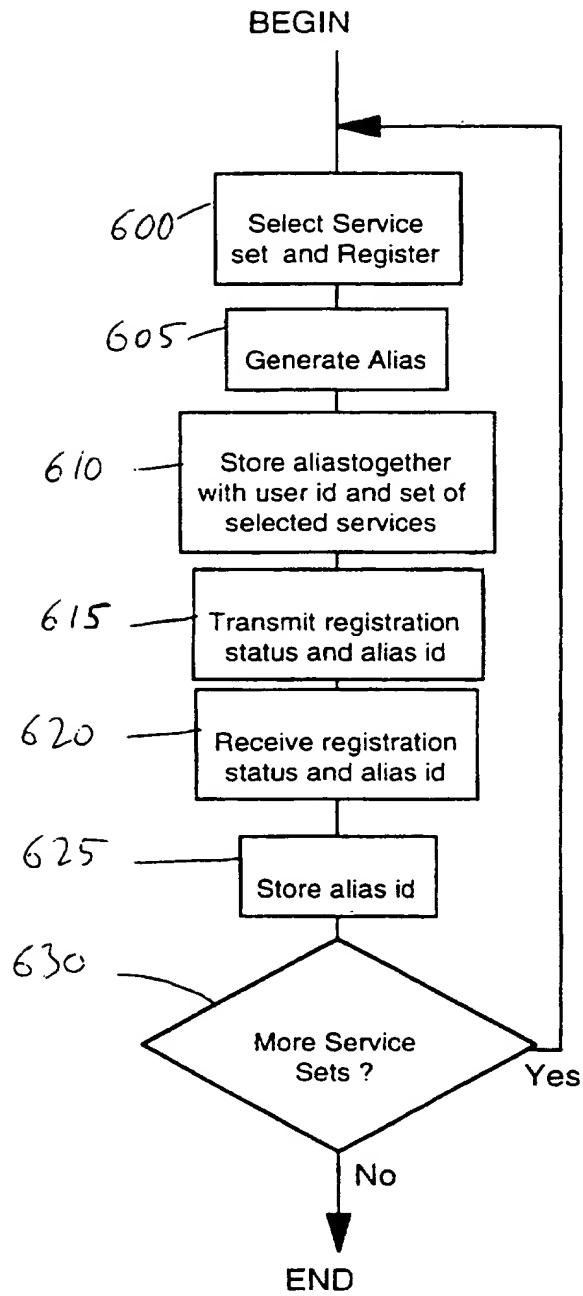 BEGIN
600
Select Service
set and Register
605
Generate Alias
610
Store aliastogether
with user id and set of
selected services
615
Transmit registration
status and alias id
620
Receive registration
status and alias id
625
Store alias id
630
More Service
Sets ?
Yes
No
END